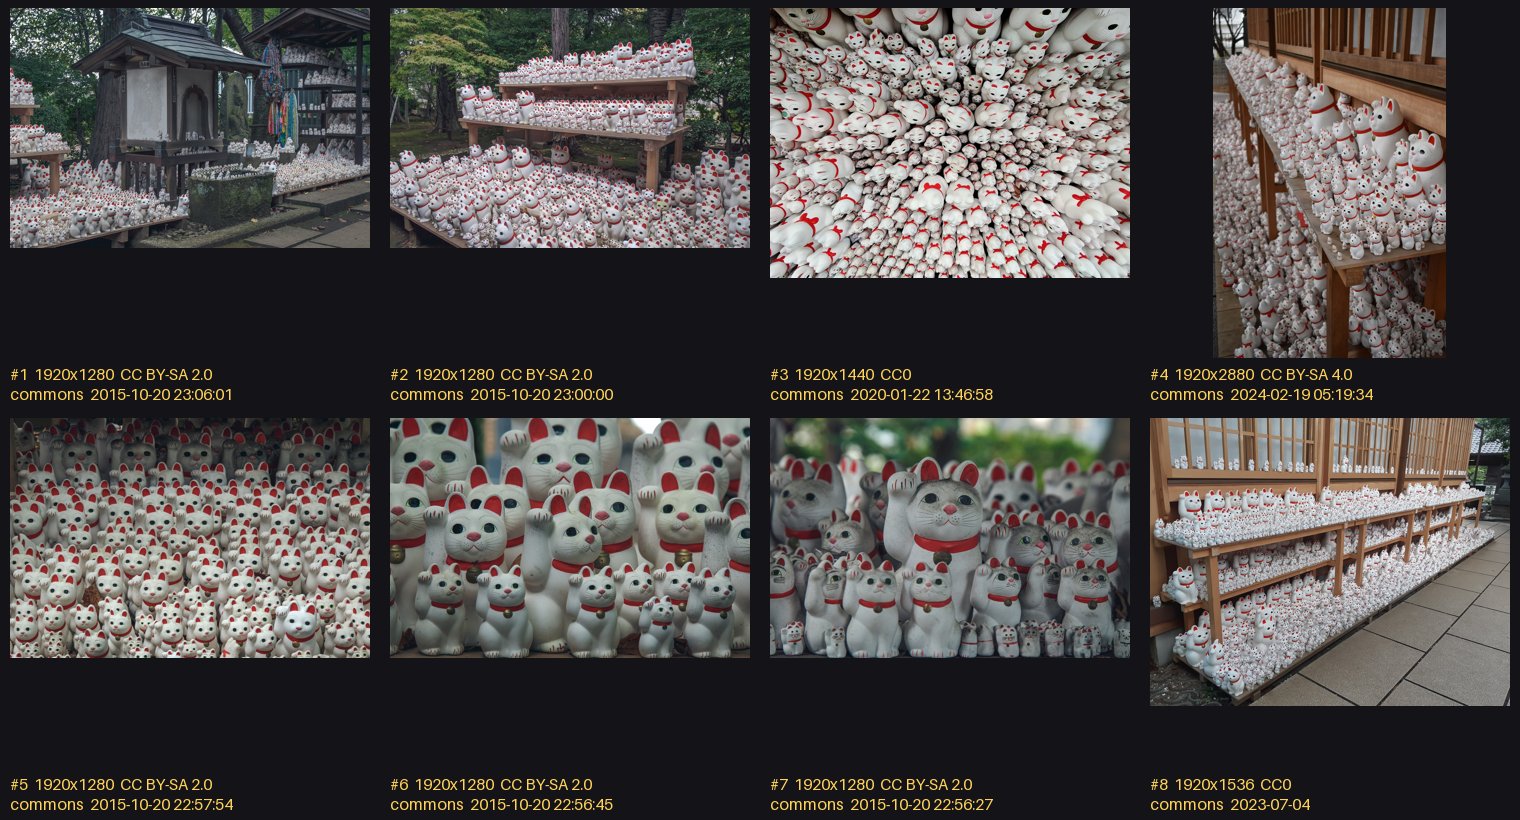 #1 1920x1280 CC BY-SA 2.0
commons 2015-10-20 23:06:01
#2 1920x1280 CC BY-SA 2.0
commons 2015-10-20 23:00:00
#3 1920x1440 CC0
commons 2020-01-22 13:46:58
#4 1920x2880 CC BY-SA 4.0
commons 2024-02-19 05:19:34
#5 1920x1280 CC BY-SA 2.0
commons 2015-10-20 22:57:54
#6 1920x1280 CC BY-SA 2.0
commons 2015-10-20 22:56:45
#7 1920x1280 CC BY-SA 2.0
commons 2015-10-20 22:56:27
#8 1920x1536 CC0
commons 2023-07-04